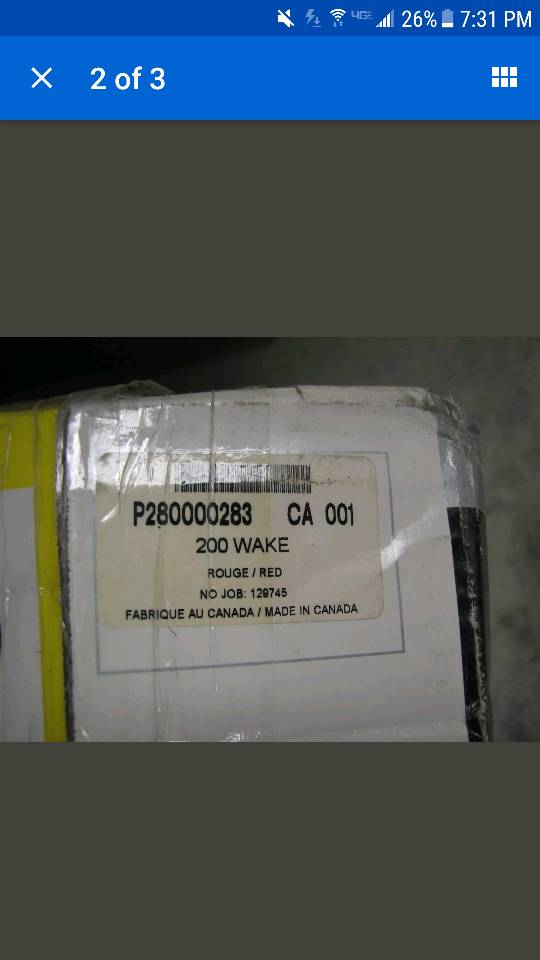 4GE 26% 7:31 PM
2 of 3
P280000283 CA 001
200 WAKE
ROUGE / RED
NO JOB: 129745
FABRIQUE AU CANADA / MADE IN CANADA